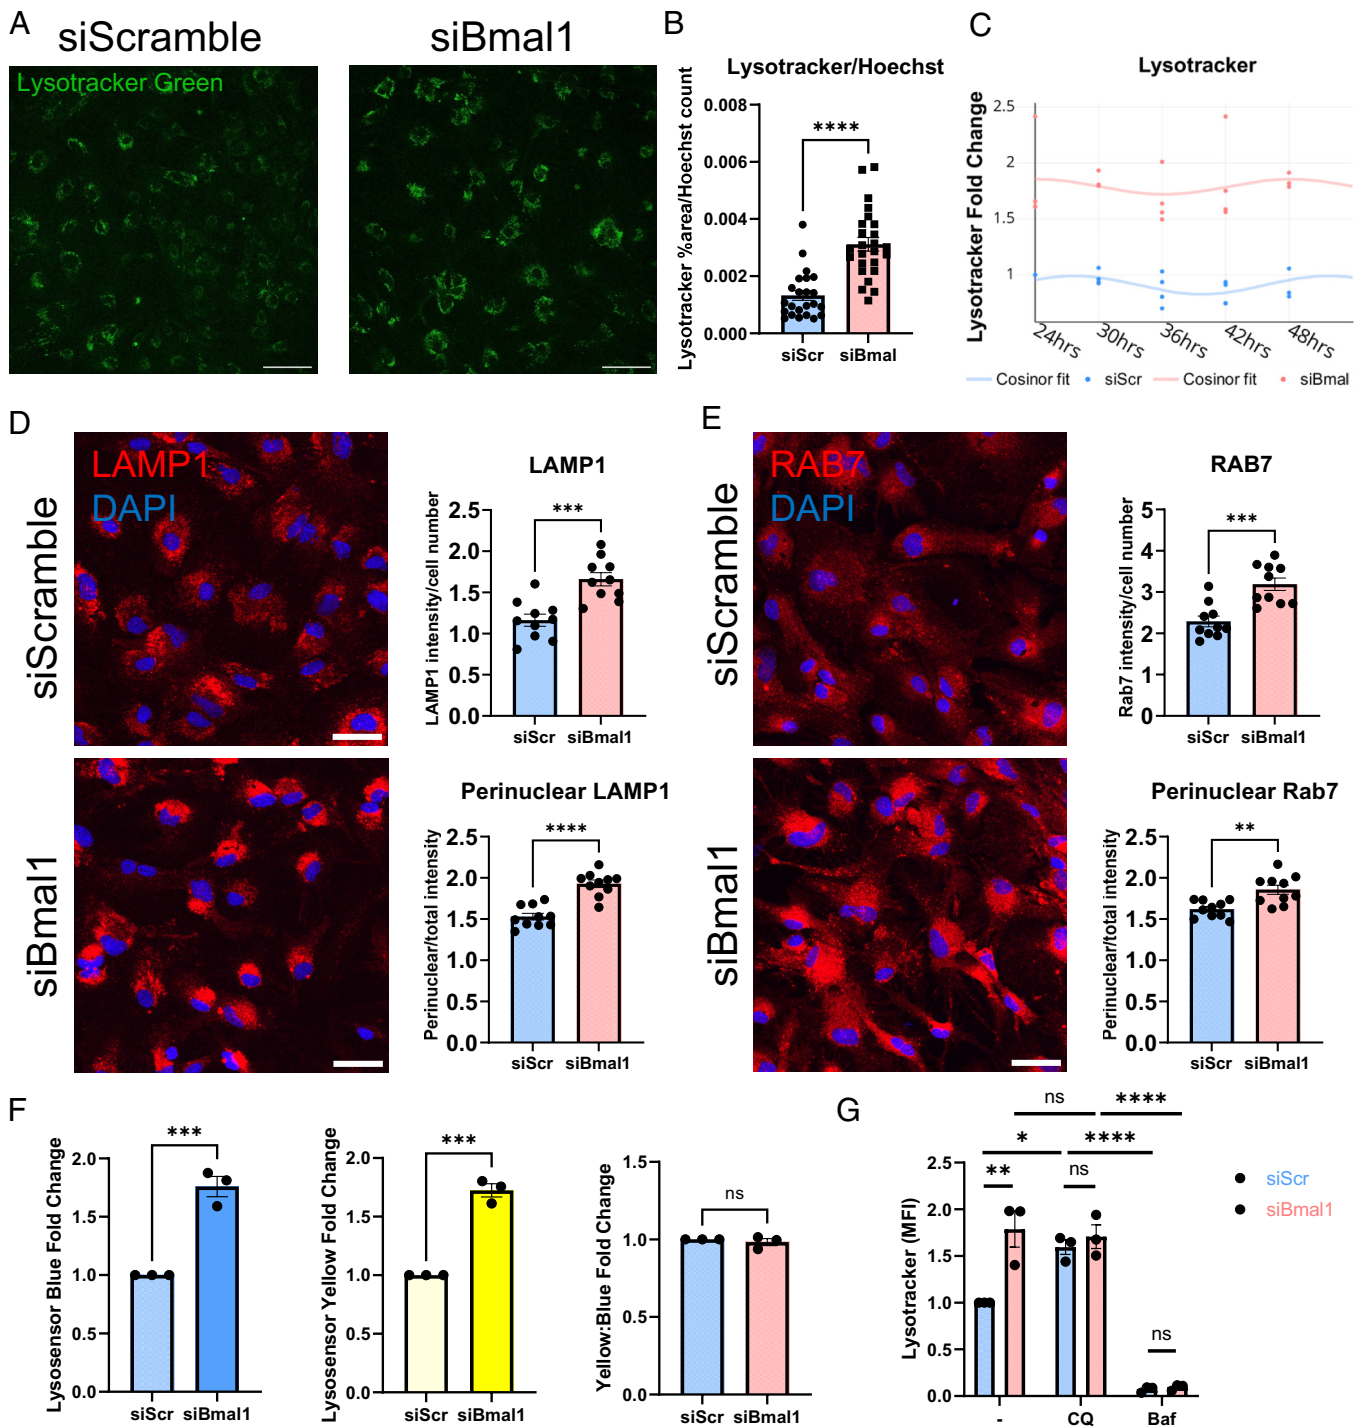 A
siScramble
siBmal1
Lysotracker Green
B
Lysotracker/Hoechst
Lysotracker %area/Hoechst count
0.008
0.006
0.004
0.002
0.000
****
siScr
siBmal
C
Lysotracker
Lysotracker Fold Change
2.5
2
1.5
1
24hrs
30hrs
36hrs
42hrs
48hrs
Cosinor fit
siScr
Cosinor fit
siBmal
D
siScramble
LAMP1
DAPI
siBmal1
LAMP1
LAMP1 intensity/cell number
2.5
2.0
1.5
1.0
0.5
0.0
***
siScr
siBmal1
Perinuclear LAMP1
Perinuclear/total intensity
2.5
2.0
1.5
1.0
0.5
0.0
****
siScr
siBmal1
E
siScramble
RAB7
DAPI
siBmal1
RAB7
Rab7 intensity/cell number
5
4
3
2
1
0
***
siScr
siBmal1
Perinuclear Rab7
Perinuclear/total intensity
2.5
2.0
1.5
1.0
0.5
0.0
**
siScr
siBmal1
F
Lysosensor Blue Fold Change
2.0
1.5
1.0
0.5
0.0
***
siScr
siBmal1
Lysosensor Yellow Fold Change
2.0
1.5
1.0
0.5
0.0
***
siScr
siBmal1
Yellow:Blue Fold Change
1.5
1.0
0.5
0.0
ns
siScr
siBmal1
G
Lysotracker (MFI)
2.5
2.0
1.5
1.0
0.5
0.0
ns
****
*
****
**
ns
ns
-
CQ
Baf
siScr
siBmal1